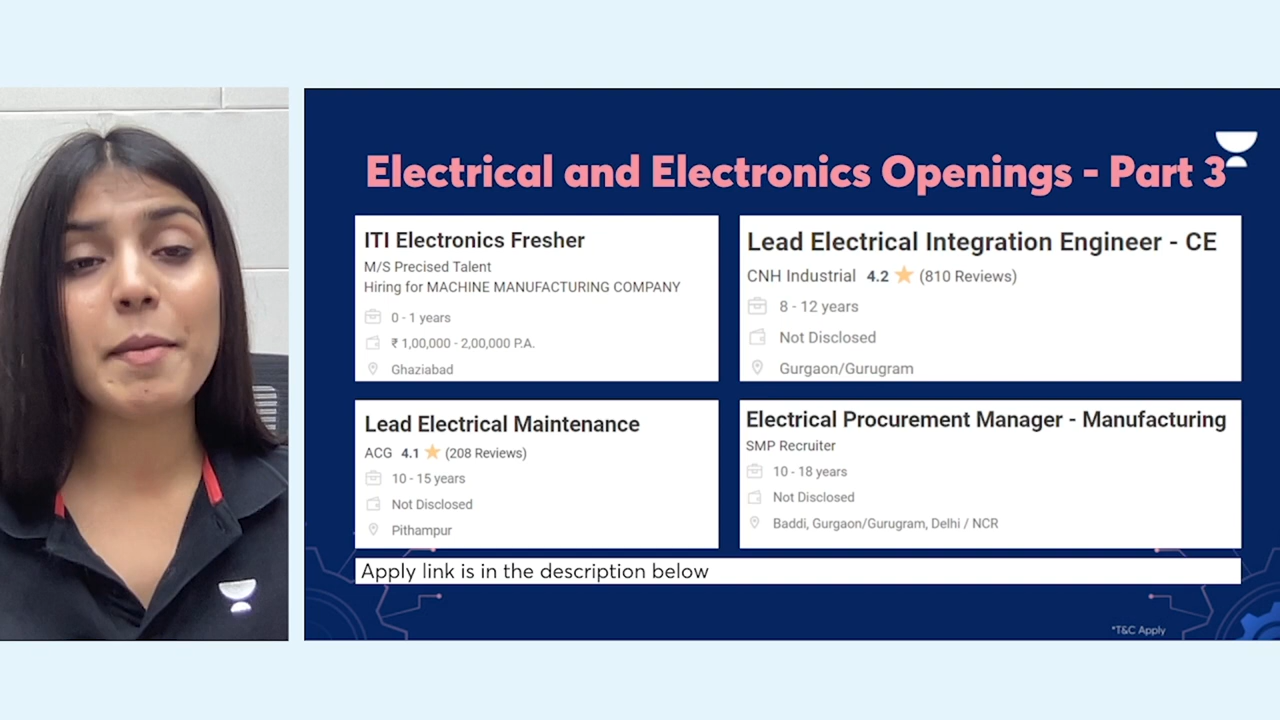 Electrical and Electronics Openings - Part 3
ITI Electronics Fresher
M/S Precised Talent
Hiring for MACHINE MANUFACTURING COMPANY
0 - 1 years
₹ 1,00,000 - 2,00,000 P.A.
Ghaziabad
Lead Electrical Integration Engineer - CE
CNH Industrial 4.2 ★ (810 Reviews)
8 - 12 years
Not Disclosed
Gurgaon/Gurugram
Lead Electrical Maintenance
ACG 4.1 ★ (208 Reviews)
10 - 15 years
Not Disclosed
Pithampur
Electrical Procurement Manager - Manufacturing
SMP Recruiter
10 - 18 years
Not Disclosed
Baddi, Gurgaon/Gurugram, Delhi / NCR
Apply link is in the description below
*T&C Apply